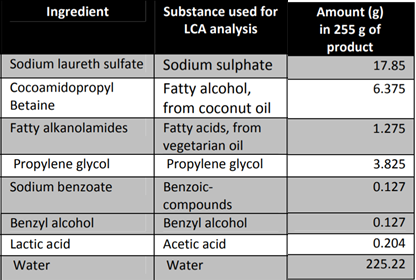 Ingredient Substance used for LCA analysis Amount (g) in 255 g of product
Sodium laureth sulfate Sodium sulphate 17.85
Cocoamidopropyl Betaine Fatty alcohol, from coconut oil 6.375
Fatty alkanolamides Fatty acids, from vegetarian oil 1.275
Propylene glycol Propylene glycol 3.825
Sodium benzoate Benzoic-compounds 0.127
Benzyl alcohol Benzyl alcohol 0.127
Lactic acid Acetic acid 0.204
Water Water 225.22